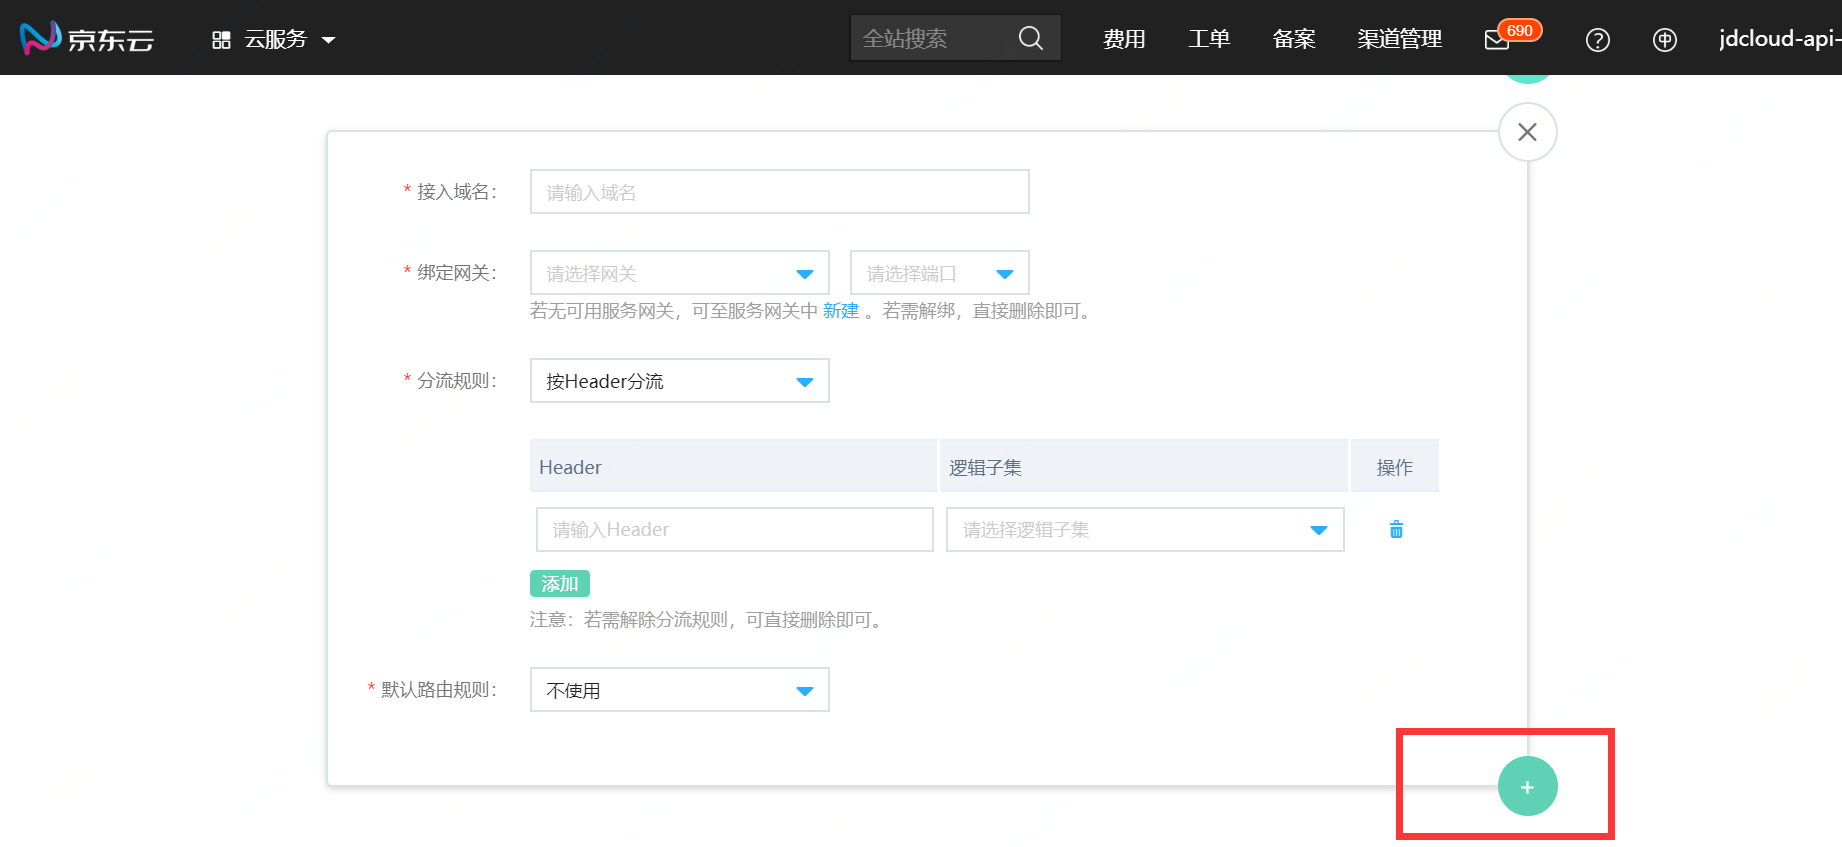 京东云 云服务 全站搜索 费用 工单 备案 渠道管理 690 中 jdcloud-api-
* 接入域名： 请输入域名
* 绑定网关： 请选择网关 请选择端口
若无可用服务网关，可至服务网关中 新建 。若需解绑，直接删除即可。
* 分流规则： 按Header分流
Header 逻辑子集 操作
请输入Header 请选择逻辑子集
添加
注意：若需解除分流规则，可直接删除即可。
* 默认路由规则： 不使用
+